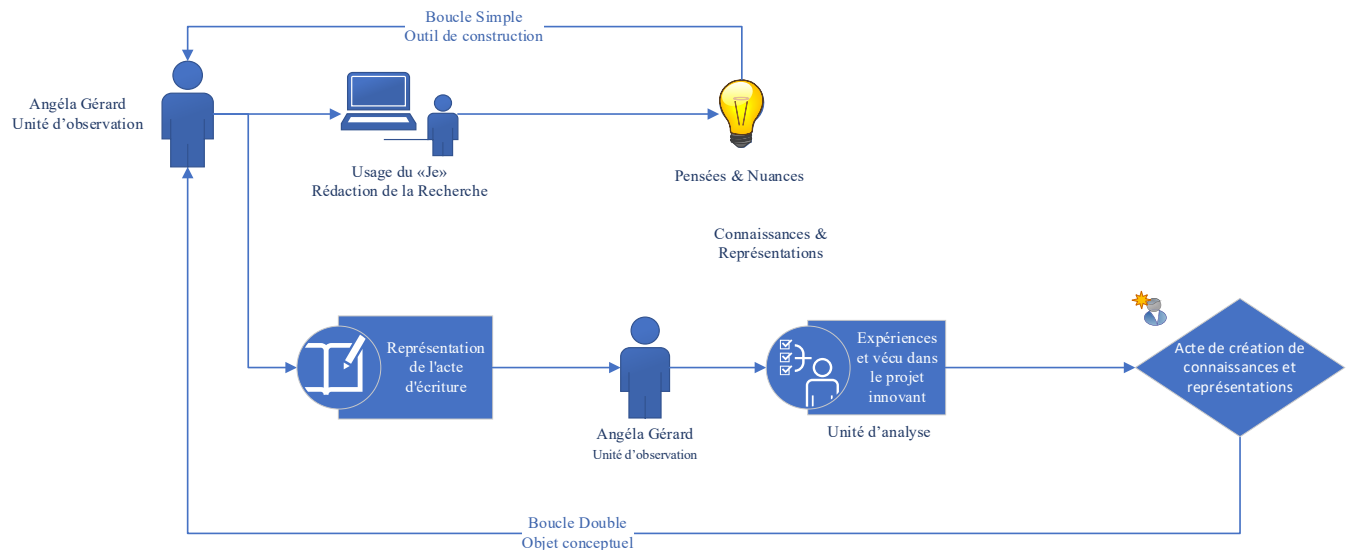 Boucle Simple
Outil de construction
Angéla Gérard
Unité d’observation
Usage du «Je»
Rédaction de la Recherche
Pensées & Nuances
Connaissances &
Représentations
Représentation
de l'acte
d'écriture
Angéla Gérard
Unité d’observation
Expériences
et vécu dans
le projet
innovant
Unité d’analyse
Acte de création de
connaissances et
représentations
Boucle Double
Objet conceptuel